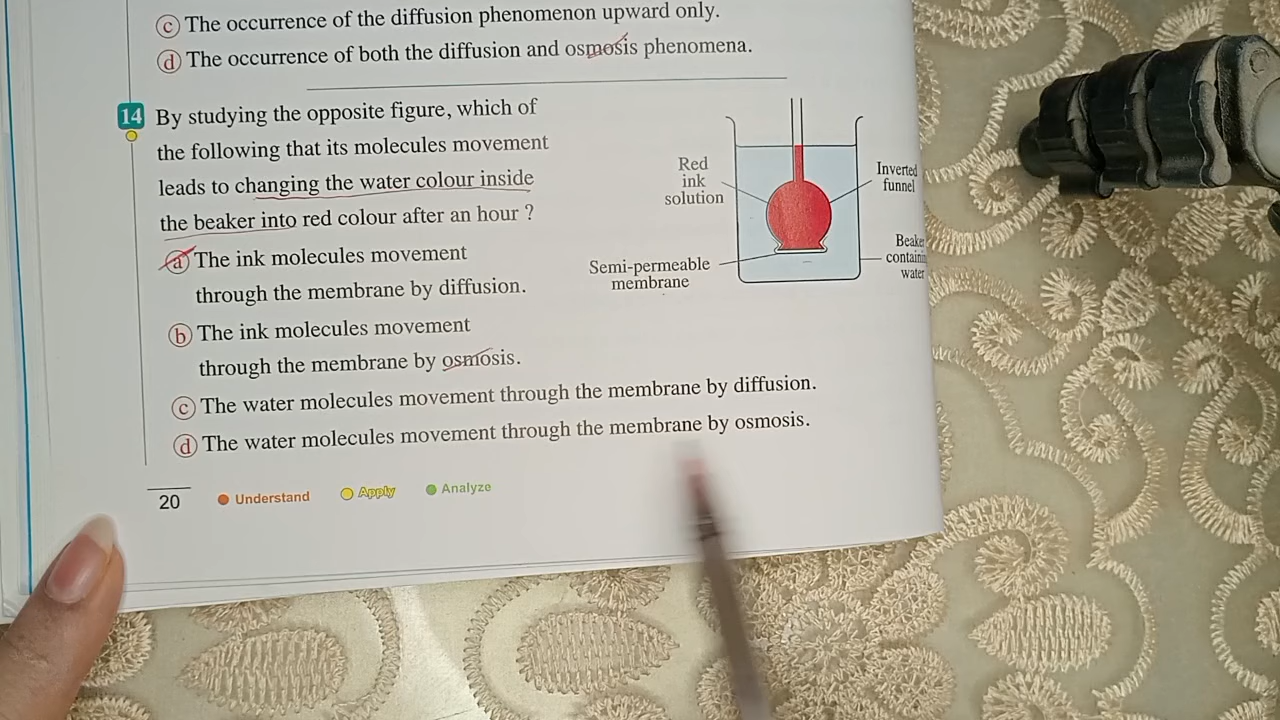 c The occurrence of the diffusion phenomenon upward only.
d The occurrence of both the diffusion and osmosis phenomena.
14 By studying the opposite figure, which of
the following that its molecules movement
leads to changing the water colour inside
the beaker into red colour after an hour ?
a The ink molecules movement
through the membrane by diffusion.
b The ink molecules movement
through the membrane by osmosis.
c The water molecules movement through the membrane by diffusion.
d The water molecules movement through the membrane by osmosis.
Red
ink
solution
Inverted
funnel
Semi-permeable
membrane
Beaker
containin
water
20 Understand Apply Analyze